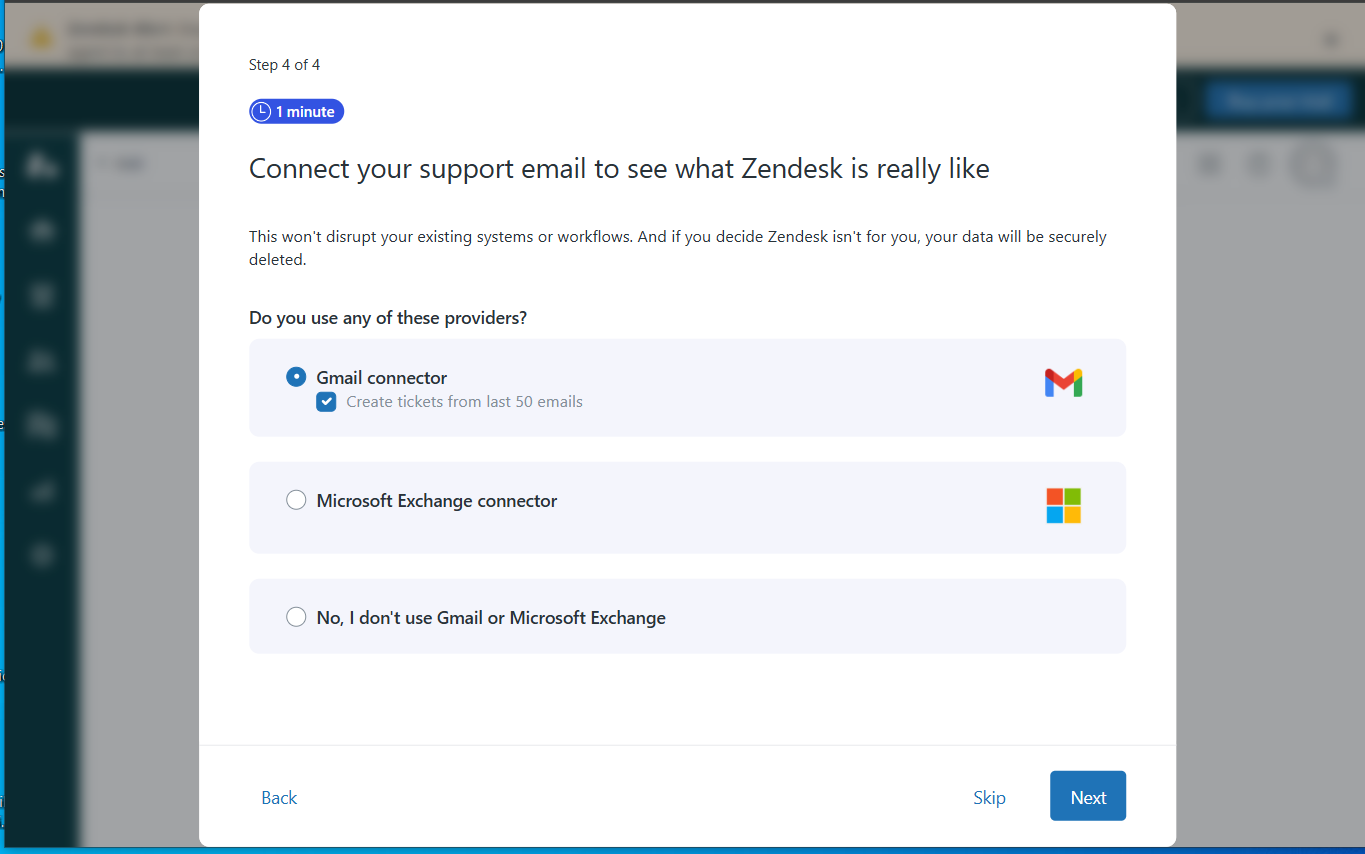 Step 4 of 4
1 minute
Connect your support email to see what Zendesk is really like
This won't disrupt your existing systems or workflows. And if you decide Zendesk isn't for you, your data will be securely
deleted.
Do you use any of these providers?
Gmail connector
Create tickets from last 50 emails
Microsoft Exchange connector
No, I don't use Gmail or Microsoft Exchange
Back
Skip
Next